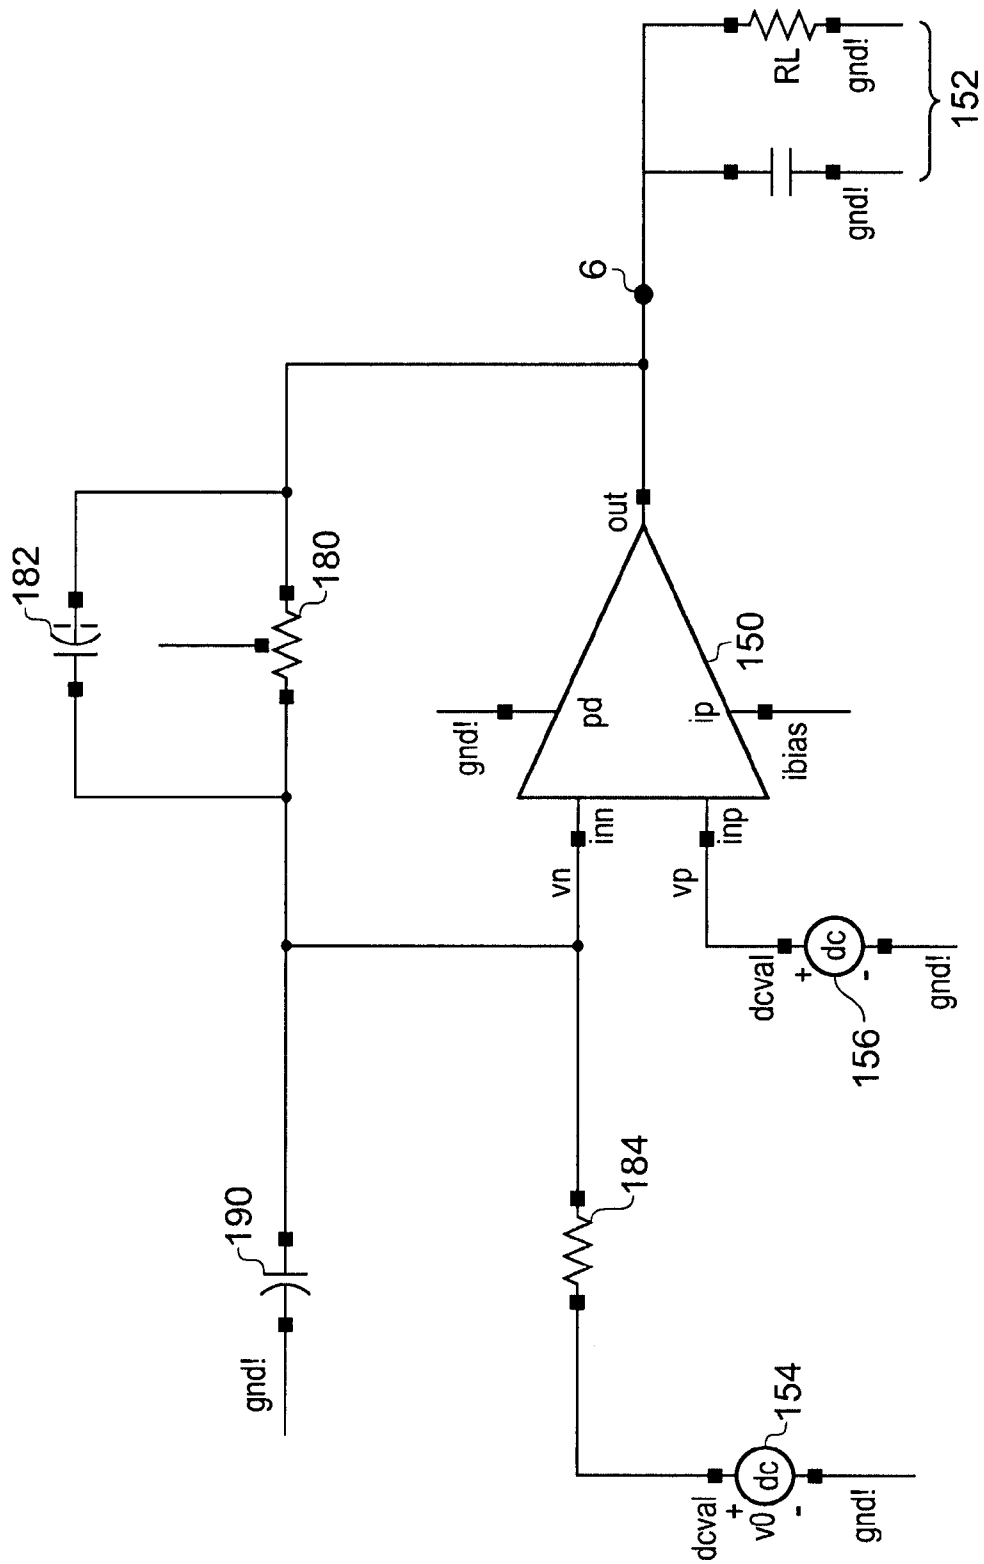 182
180
190
gnd!
gnd!
pd
out
6
RL
gnd!
gnd!
152
150
vn
inn
vp
inp
ip
ibias
184
dcval
+
dc
-
gnd!
156
dcval
+
v0
dc
-
gnd!
154